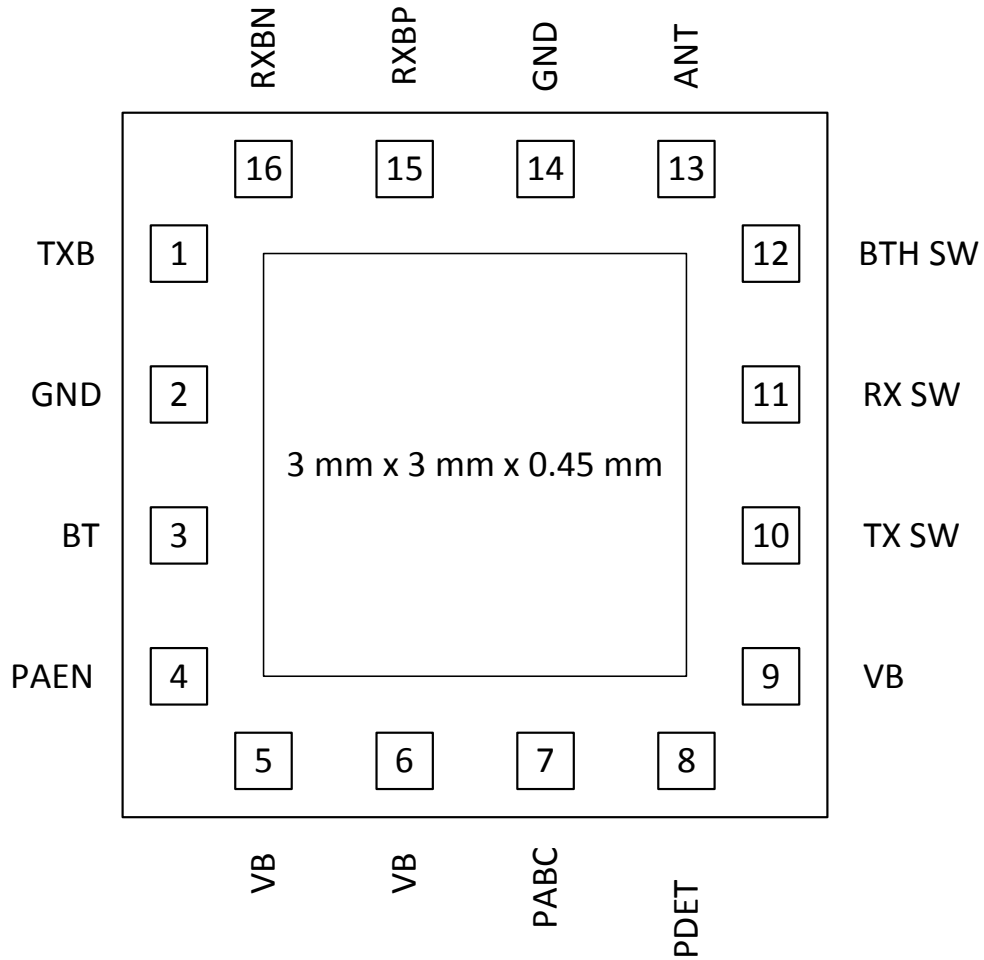 RXBN
RXBP
GND
ANT
16
15
14
13
TXB
1
12
BTH SW
GND
2
11
RX SW
3 mm x 3 mm x 0.45 mm
BT
3
10
TX SW
PAEN
4
9
VB
5
6
7
8
VB
VB
PABC
PDET